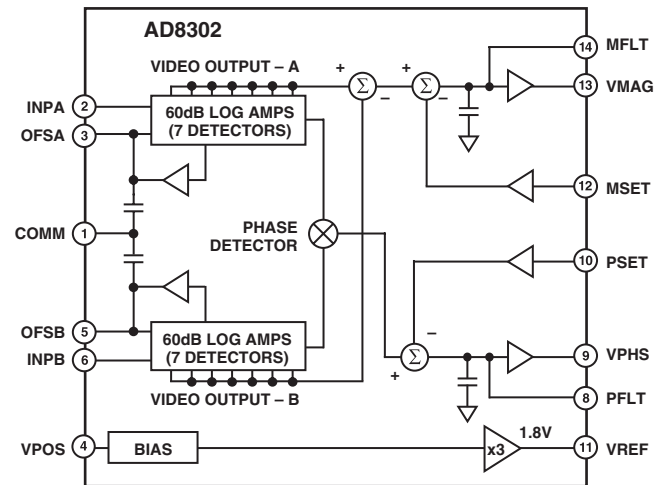 AD8302
VIDEO OUTPUT – A
60dB LOG AMPS
(7 DETECTORS)
INPA 2
OFSA 3
COMM 1
OFSB 5
INPB 6
VPOS 4
+
Σ
–
+
Σ
–
14 MFLT
13 VMAG
12 MSET
PHASE
DETECTOR
10 PSET
–
Σ
+
9 VPHS
8 PFLT
60dB LOG AMPS
(7 DETECTORS)
VIDEO OUTPUT – B
BIAS
x3
1.8V
11 VREF